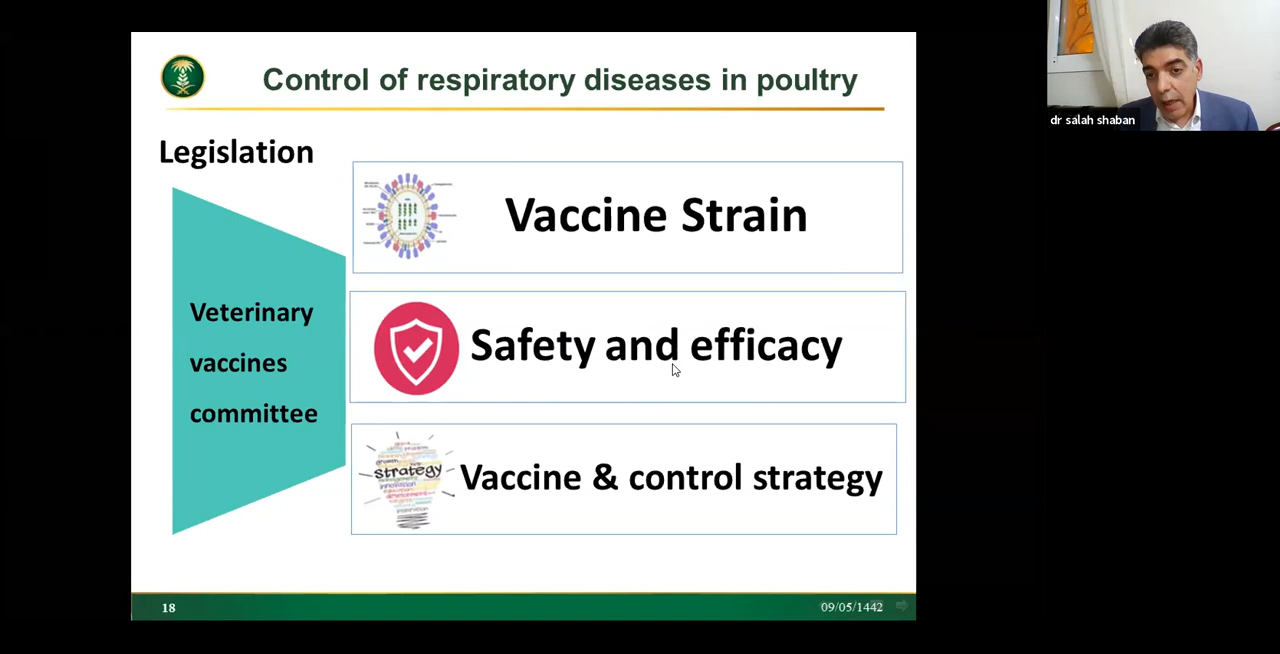 Control of respiratory diseases in poultry
dr salah shaban
Legislation
Vaccine Strain
Veterinary
vaccines
committee
Safety and efficacy
strategy
Vaccine & control strategy
18
09/05/1442